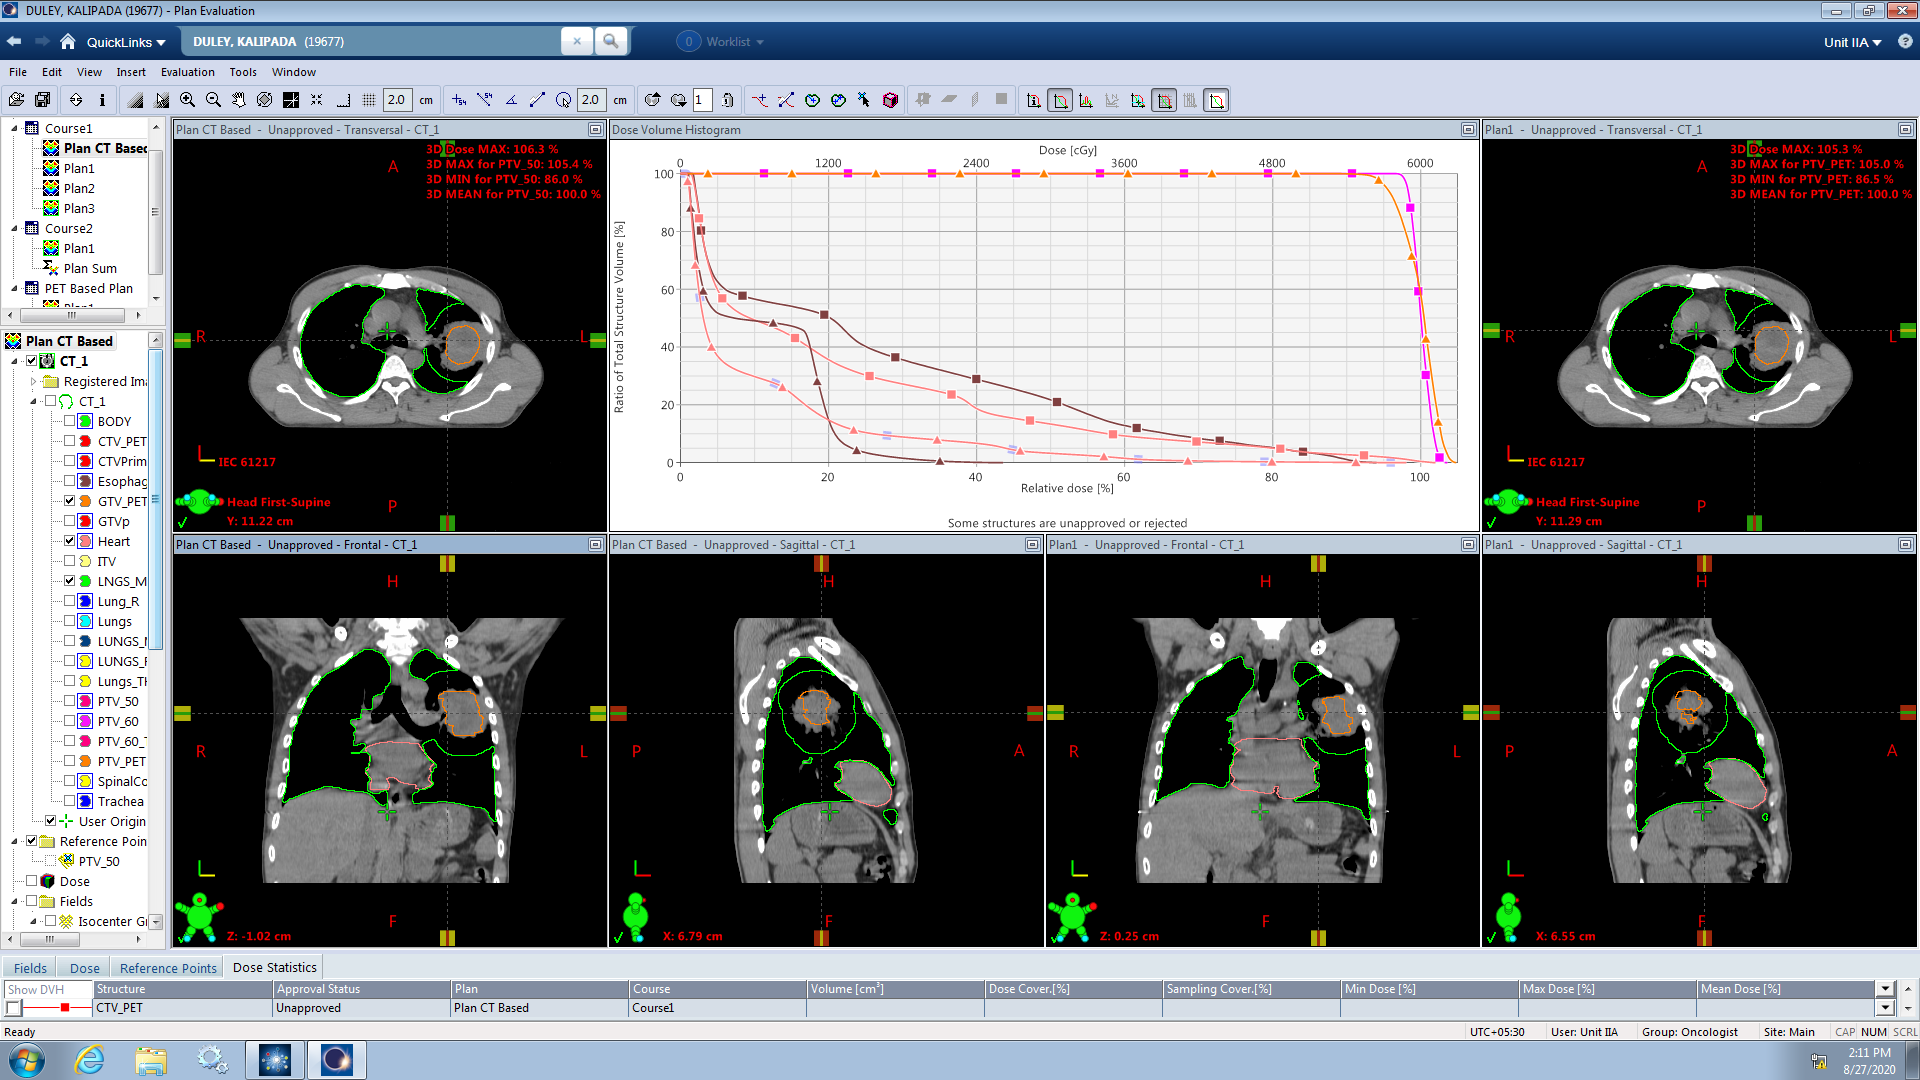 DULEY, KALIPADA (19677) - Plan Evaluation
QuickLinks
DULEY, KALIPADA (19677)
0 Worklist
Unit IIA
File Edit View Insert Evaluation Tools Window
2.0 cm
2.0 cm
1
Course1
Plan CT Based
Plan1
Plan2
Plan3
Course2
Plan1
Plan Sum
PET Based Plan
Plan CT Based
CT_1
Registered Ima
CT_1
BODY
CTV_PET
CTVPrim
Esophag
GTV_PET
GTVp
Heart
ITV
LNGS_M
Lung_R
Lungs
LUNGS_
LUNGS_
Lungs_T
PTV_50
PTV_60
PTV_60_
PTV_PET
SpinalCo
Trachea
User Origin
Reference Poin
PTV_50
Dose
Fields
Isocenter G
Plan CT Based - Unapproved - Transversal - CT_1
3D Dose MAX: 106.3 %
3D MAX for PTV_50: 105.4 %
3D MIN for PTV_50: 86.0 %
3D MEAN for PTV_50: 100.0 %
A
R
L
IEC 61217
Head First-Supine
Y: 11.22 cm
P
Dose Volume Histogram
Dose [cGy]
0 1200 2400 3600 4800 6000
100
80
60
40
20
0
Ratio of Total Structure Volume [%]
0 20 40 60 80 100
Relative dose [%]
Some structures are unapproved or rejected
Plan1 - Unapproved - Transversal - CT_1
3D Dose MAX: 105.3 %
3D MAX for PTV_PET: 105.0 %
3D MIN for PTV_PET: 86.5 %
3D MEAN for PTV_PET: 100.0 %
A
R
L
IEC 61217
Head First-Supine
Y: 11.29 cm
P
Plan CT Based - Unapproved - Frontal - CT_1
H
R
L
F
Z: -1.02 cm
Plan CT Based - Unapproved - Sagittal - CT_1
H
P
A
F
X: 6.79 cm
Plan1 - Unapproved - Frontal - CT_1
H
R
L
F
Z: 0.25 cm
Plan1 - Unapproved - Sagittal - CT_1
H
P
A
F
X: 6.55 cm
Fields Dose Reference Points Dose Statistics
Show DVH Structure Approval Status Plan Course Volume [cm³] Dose Cover.[%] Sampling Cover.[%] Min Dose [%] Max Dose [%] Mean Dose [%]
CTV_PET Unapproved Plan CT Based Course1
Ready
UTC+05:30 User: Unit IIA Group: Oncologist Site: Main CAP NUM SCRL
2:11 PM
8/27/2020